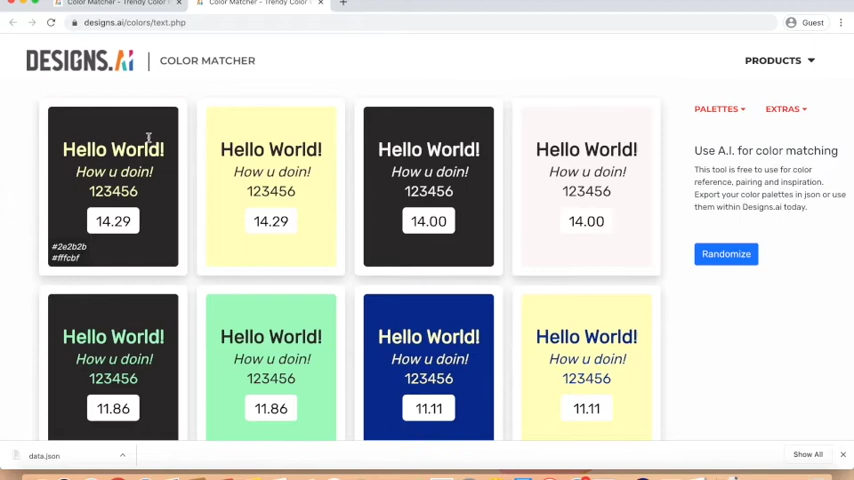 Color Matcher - Trendy Color
Color Matcher - Trendy Color
designs.ai/colors/text.php
Guest
DESIGNS.AI
COLOR MATCHER
PRODUCTS
Hello World!
How u doin!
123456
14.29
#2e2b2b
#fffcbf
Hello World!
How u doin!
123456
14.29
Hello World!
How u doin!
123456
14.00
Hello World!
How u doin!
123456
14.00
PALETTES
EXTRAS
Use A.I. for color matching
This tool is free to use for color
reference, pairing and inspiration.
Export your color palettes in json or use
them within Designs.ai today.
Randomize
Hello World!
How u doin!
123456
11.86
Hello World!
How u doin!
123456
11.86
Hello World!
How u doin!
123456
11.11
Hello World!
How u doin!
123456
11.11
data.json
Show All